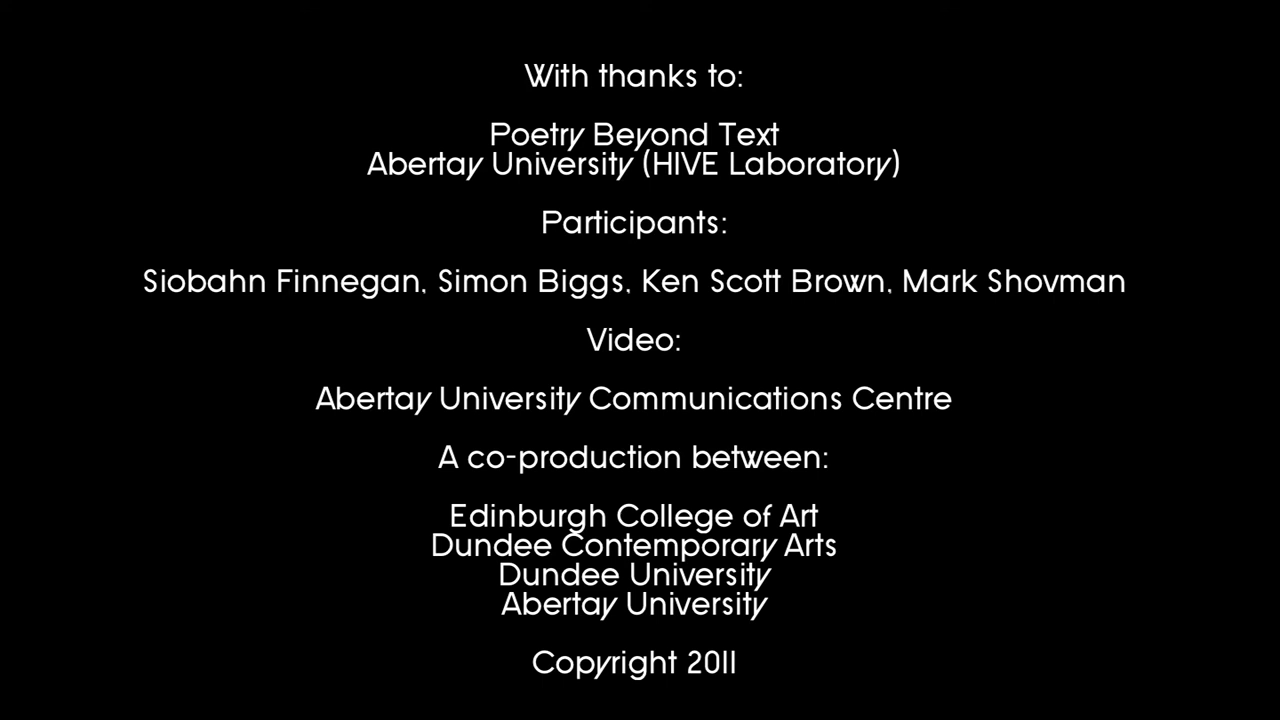 With thanks to:
Poetry Beyond Text
Abertay University (HIVE Laboratory)
Participants:
Siobahn Finnegan, Simon Biggs, Ken Scott Brown, Mark Shovman
Video:
Abertay University Communications Centre
A co-production between:
Edinburgh College of Art
Dundee Contemporary Arts
Dundee University
Abertay University
Copyright 2011